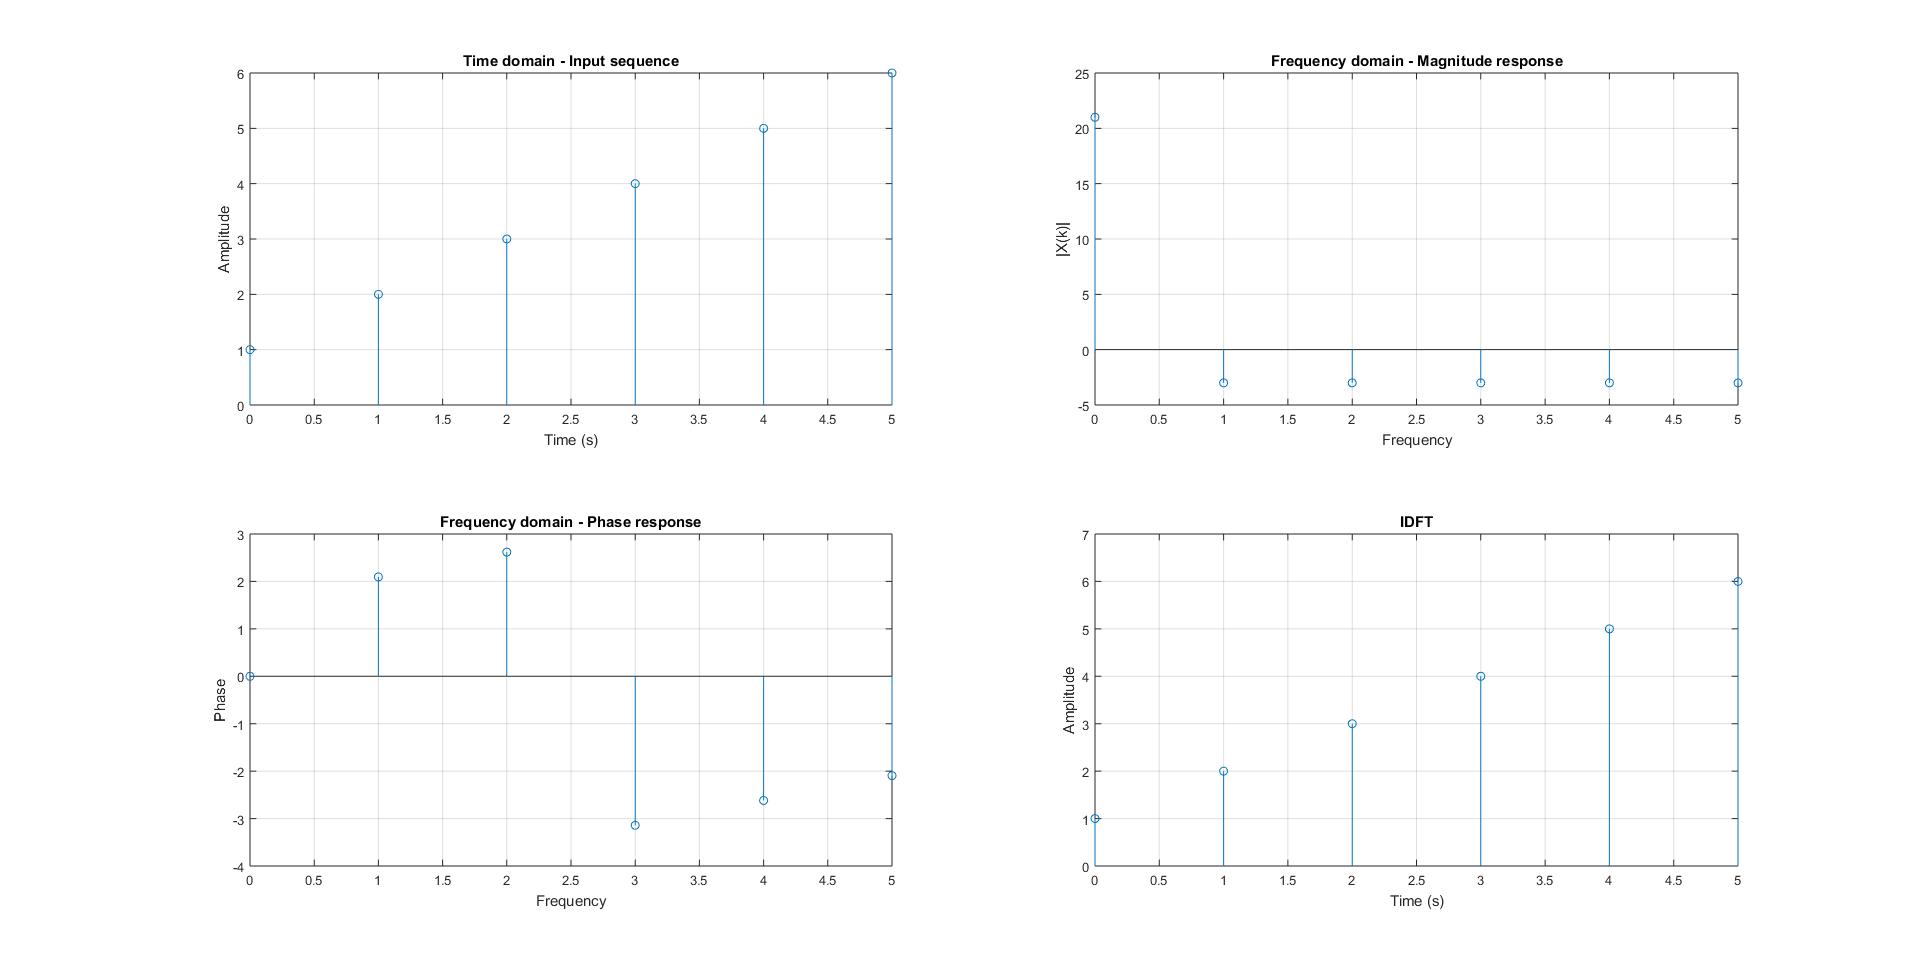 Time domain - Input sequence
6
5
4
3
2
1
0
Amplitude
0 0.5 1 1.5 2 2.5 3 3.5 4 4.5 5
Time (s)
Frequency domain - Magnitude response
25
20
15
10
5
0
-5
|X(k)|
0 0.5 1 1.5 2 2.5 3 3.5 4 4.5 5
Frequency
Frequency domain - Phase response
3
2
1
0
-1
-2
-3
-4
Phase
0 0.5 1 1.5 2 2.5 3 3.5 4 4.5 5
Frequency
IDFT
7
6
5
4
3
2
1
0
Amplitude
0 0.5 1 1.5 2 2.5 3 3.5 4 4.5 5
Time (s)